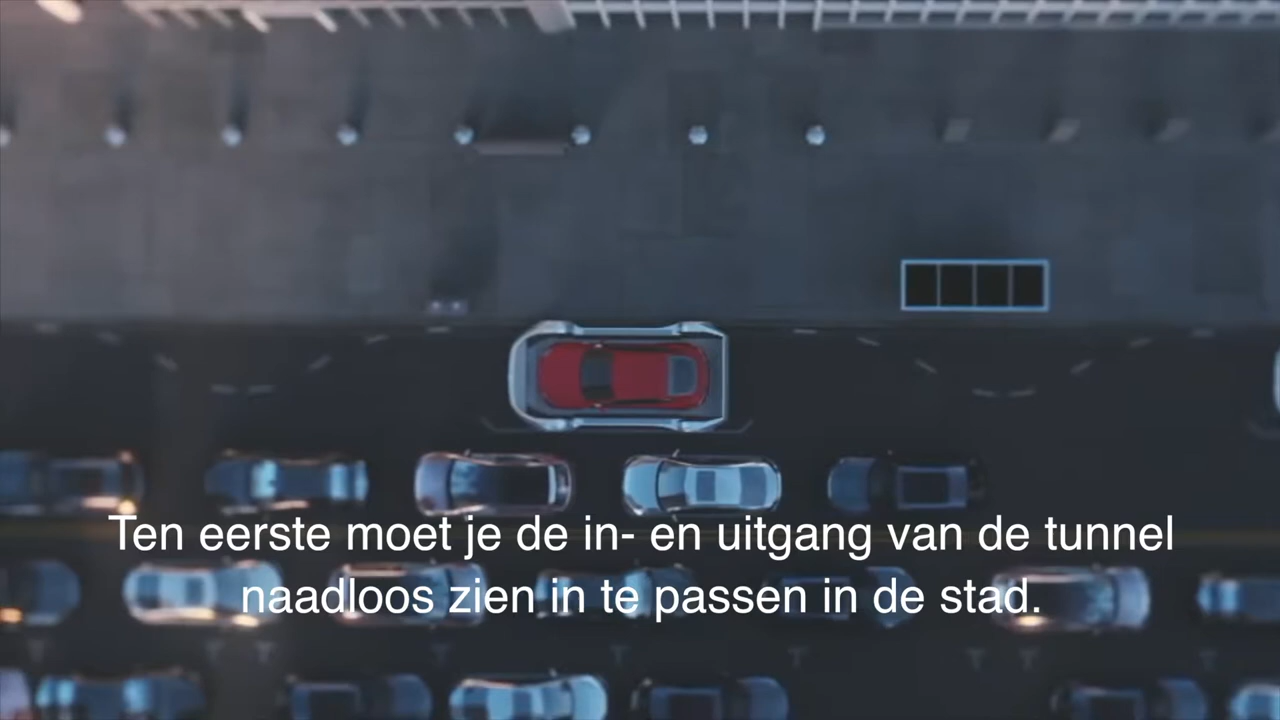 Ten eerste moet je de in- en uitgang van de tunnel
naadloos zien in te passen in de stad.